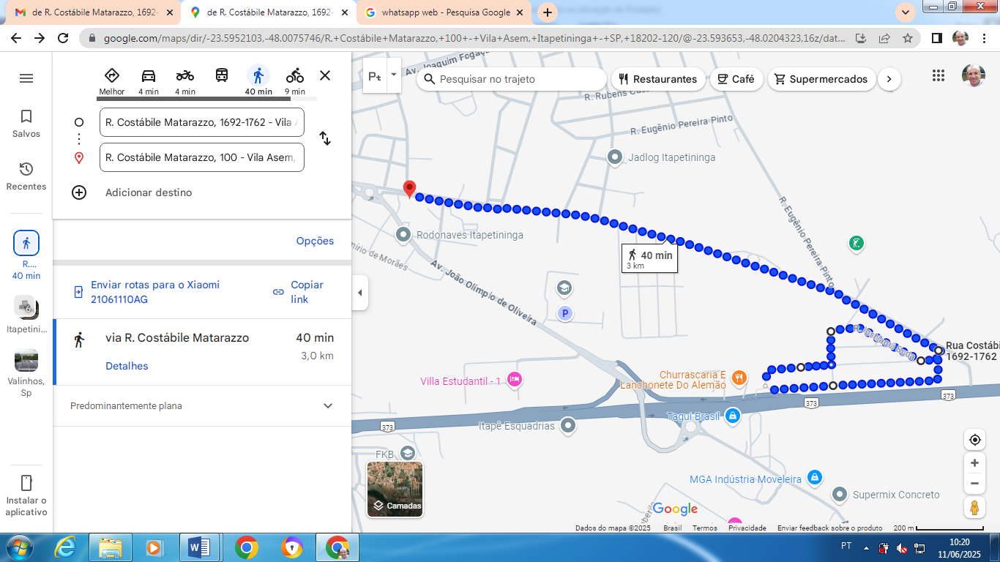 de R. Costábile Matarazzo, 1692-
de R. Costábile Matarazzo, 1692-
whatsapp web - Pesquisa Google
google.com/maps/dir/-23.5952103,-48.0075746/R.+Costábile+Matarazzo,+100+-+Vila+Asem,+Itapetininga+-+SP,+18202-120/@-23.593653,-48.0204323,16z/dat...
Melhor
4 min
4 min
40 min
9 min
R. Costábile Matarazzo, 1692-1762 - Vila A
R. Costábile Matarazzo, 100 - Vila Asem,
Adicionar destino
Opções
Enviar rotas para o Xiaomi
21061110AG
Copiar
link
via R. Costábile Matarazzo
40 min
3,0 km
Detalhes
Predominantemente plana
Salvos
Recentes
R....
40 min
6
Itapetini...
Valinhos,
Sp
Instalar o
aplicativo
Pesquisar no trajeto
Restaurantes
Café
Supermercados
Av. Joaquim Fogaça
R. Rubens Cus
R. Eugênio Pereira Pinto
Jadlog Itapetininga
R. Eugênio Pereira Pinto
Rodonaves Itapetininga
mírio de Morães
Av. João Olímpio de Oliveira
40 min
3 km
P
Rua Costábi
1692-1762
Churrascaria E
Lanchonete Do Alemão
Villa Estudantil - 1
373
373
373
Tagui Brasil
Itapê Esquadrias
FKB
Camadas
MGA Indústria Moveleira
Supermix Concreto
Google
Dados do mapa ©2025
Brasil
Termos
Privacidade
Enviar feedback sobre o produto
200 m
PT
10:20
11/06/2025